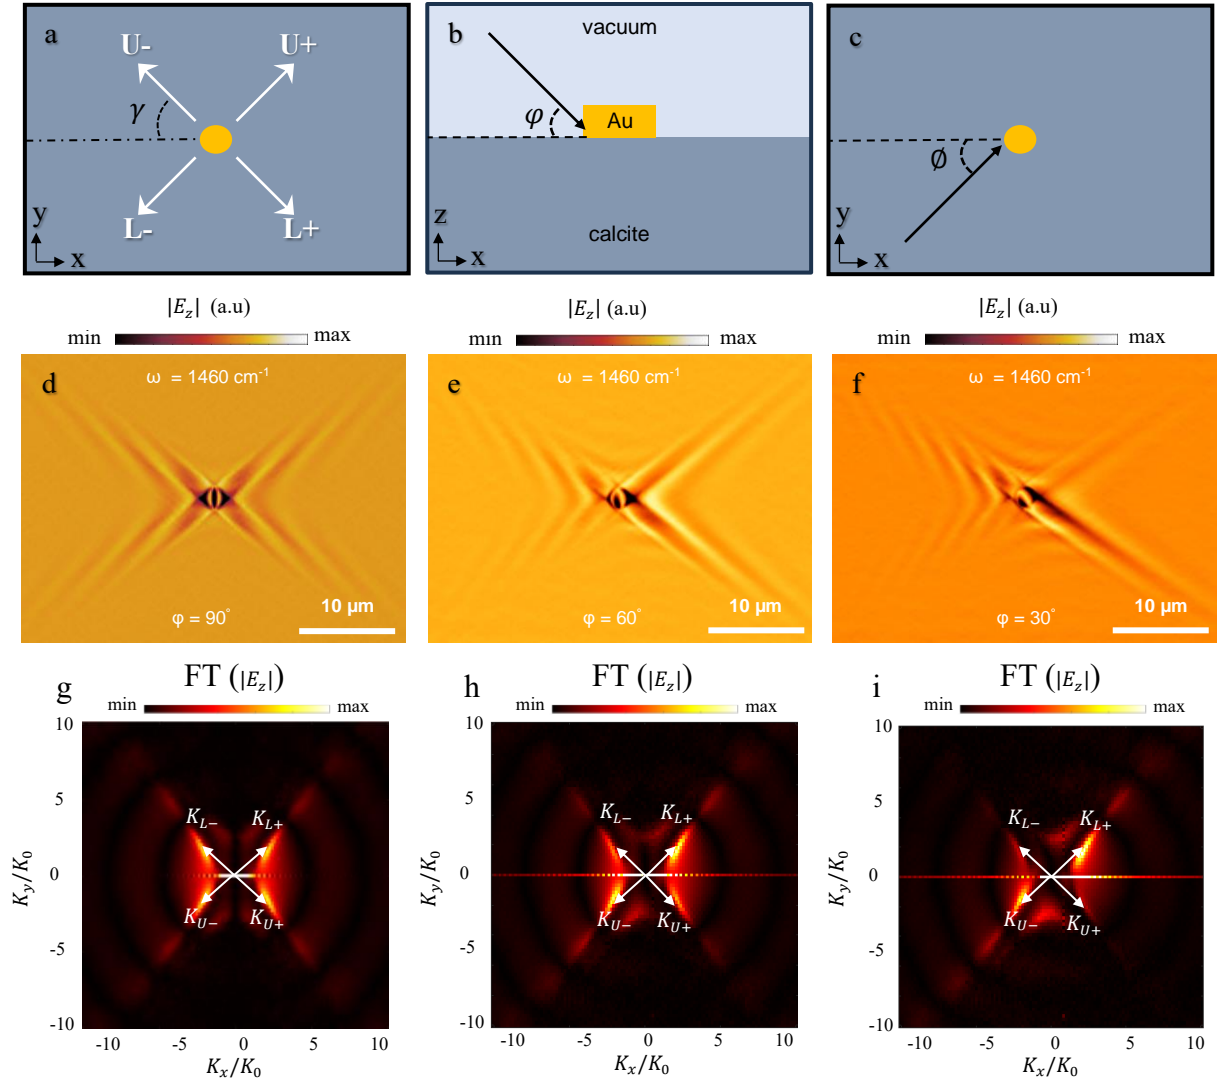 a
U-
U+
γ
L-
L+
y
x
b
vacuum
φ
Au
z
calcite
x
c
∅
y
x
|E_z| (a.u)
min
max
|E_z| (a.u)
min
max
|E_z| (a.u)
min
max
d
ω = 1460 cm⁻¹
φ = 90°
10 µm
e
ω = 1460 cm⁻¹
φ = 60°
10 µm
f
ω = 1460 cm⁻¹
φ = 30°
10 µm
g
FT (|E_z|)
min
max
10
5
0
-5
-10
K_y/K_0
K_L-
K_L+
K_U-
K_U+
-10
-5
0
5
10
K_x/K_0
h
FT (|E_z|)
min
max
10
5
0
-5
-10
K_y/K_0
K_L-
K_L+
K_U-
K_U+
-10
-5
0
5
10
K_x/K_0
i
FT (|E_z|)
min
max
10
5
0
-5
-10
K_y/K_0
K_L-
K_L+
K_U-
K_U+
-10
-5
0
5
10
K_x/K_0